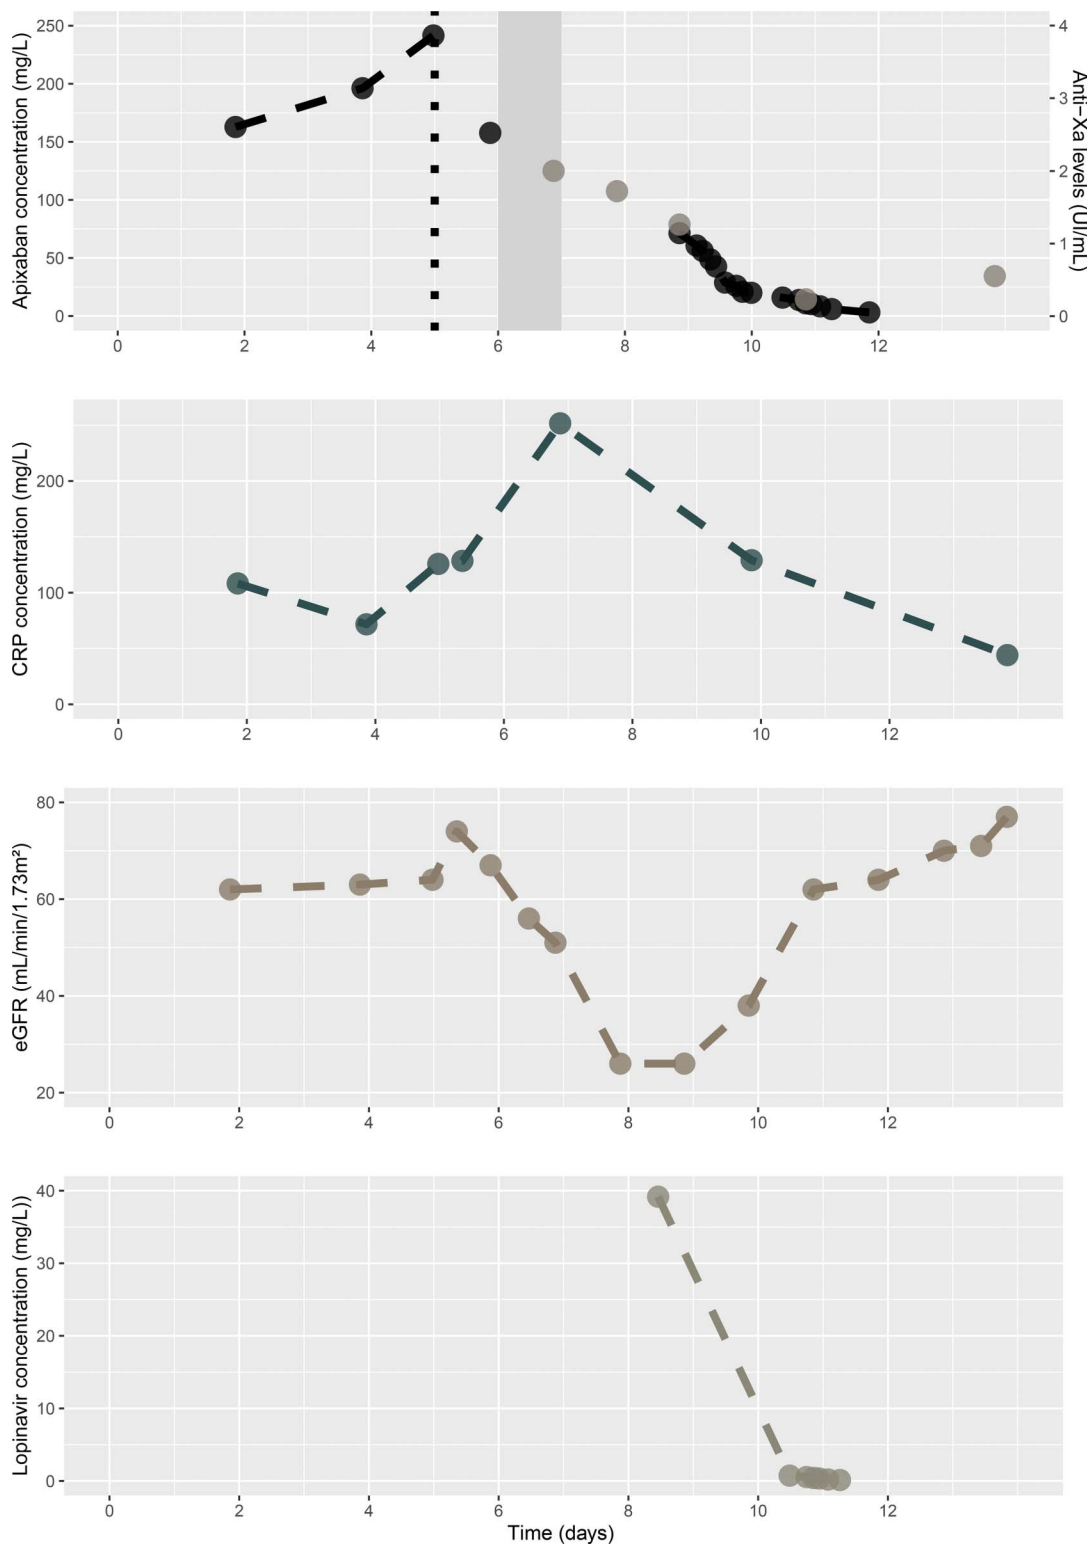 Apixaban concentration (mg/L)
250
200
150
100
50
0
4
3
2
1
0
Anti−Xa levels (UI/mL)
0 2 4 6 8 10 12
CRP concentration (mg/L)
200
100
0
0 2 4 6 8 10 12
eGFR (mL/min/1.73m²)
80
60
40
20
0 2 4 6 8 10 12
Lopinavir concentration (mg/L))
40
30
20
10
0
0 2 4 6 8 10 12
Time (days)